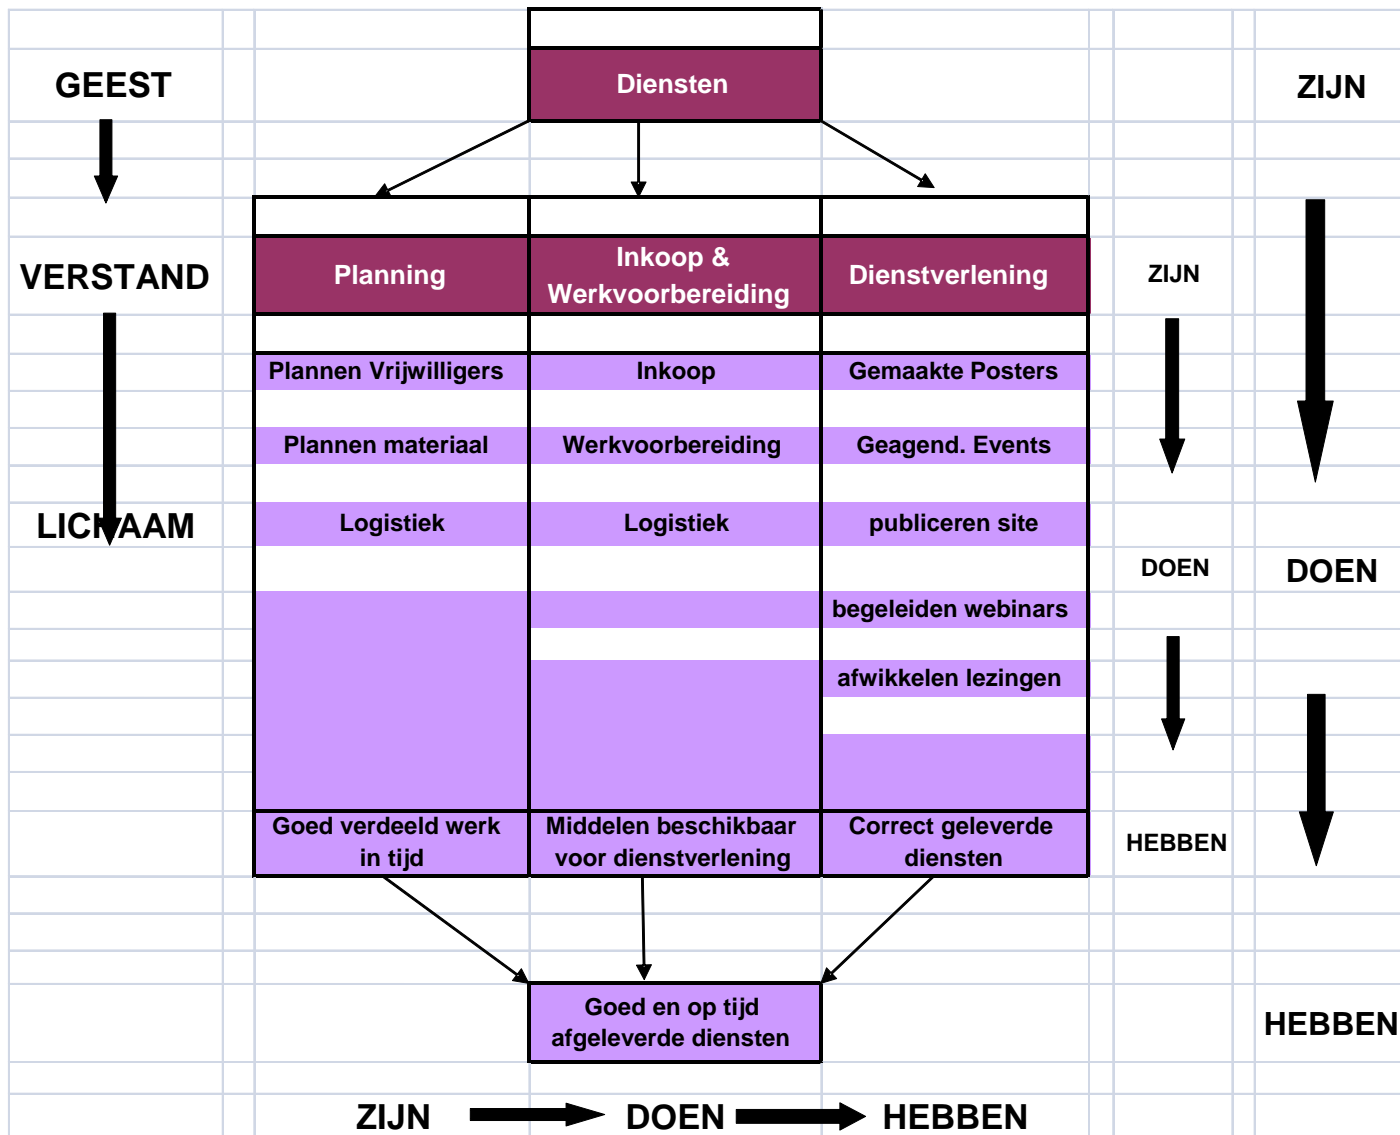 GEEST
Diensten
ZIJN
VERSTAND
Planning
Inkoop &
Werkvoorbereiding
Dienstverlening
ZIJN
Plannen Vrijwilligers
Inkoop
Gemaakte Posters
Plannen materiaal
Werkvoorbereiding
Geagend. Events
LICHAAM
Logistiek
Logistiek
publiceren site
DOEN
DOEN
begeleiden webinars
afwikkelen lezingen
Goed verdeeld werk
in tijd
Middelen beschikbaar
voor dienstverlening
Correct geleverde
diensten
HEBBEN
Goed en op tijd
afgeleverde diensten
HEBBEN
ZIJN DOEN HEBBEN